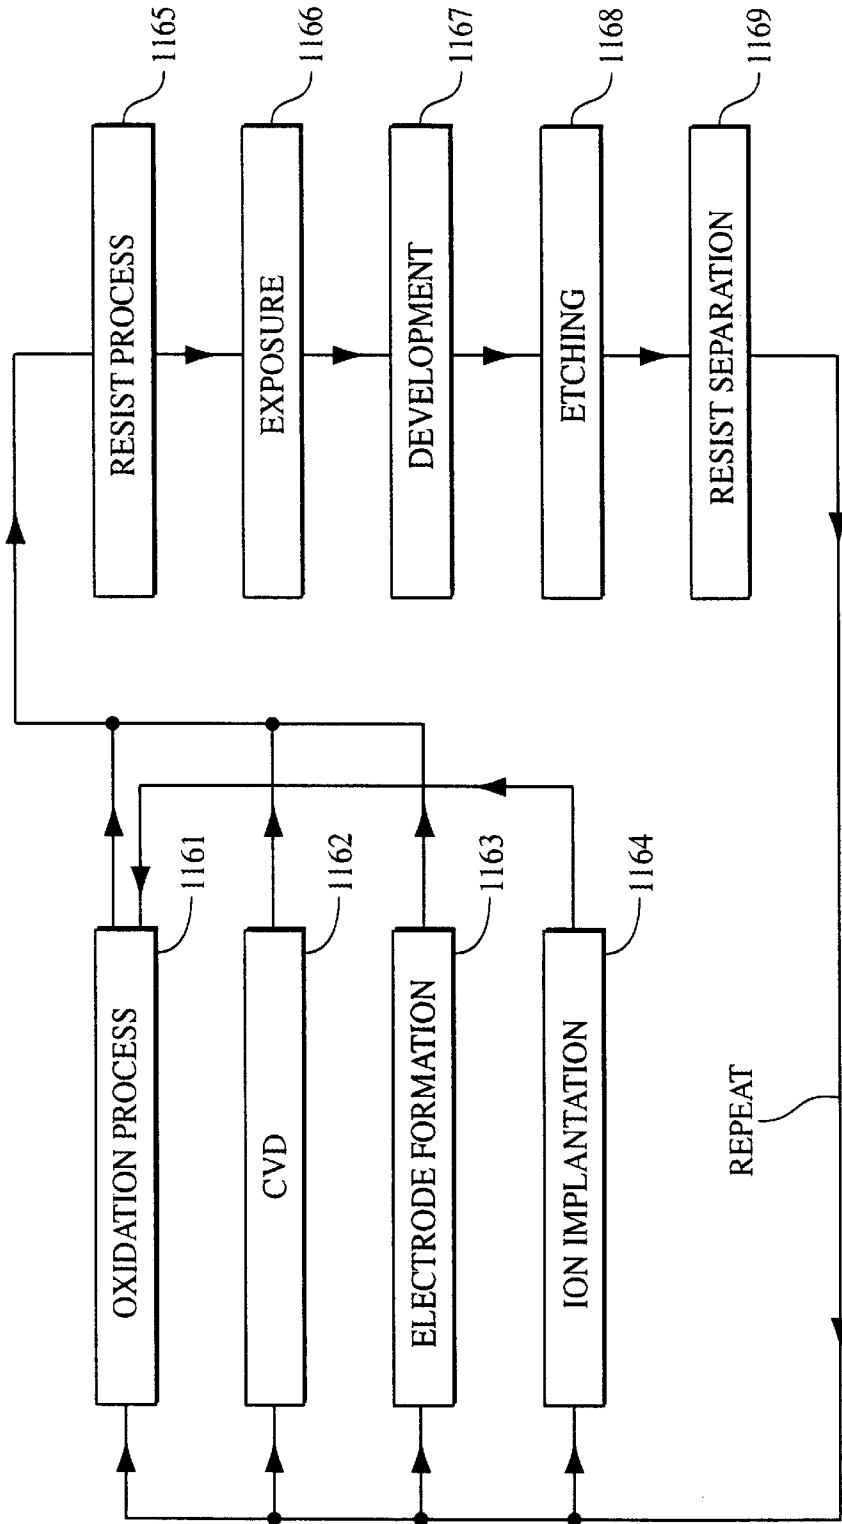 OXIDATION PROCESS
1161
CVD
1162
ELECTRODE FORMATION
1163
ION IMPLANTATION
1164
RESIST PROCESS
1165
EXPOSURE
1166
DEVELOPMENT
1167
ETCHING
1168
RESIST SEPARATION
1169
REPEAT